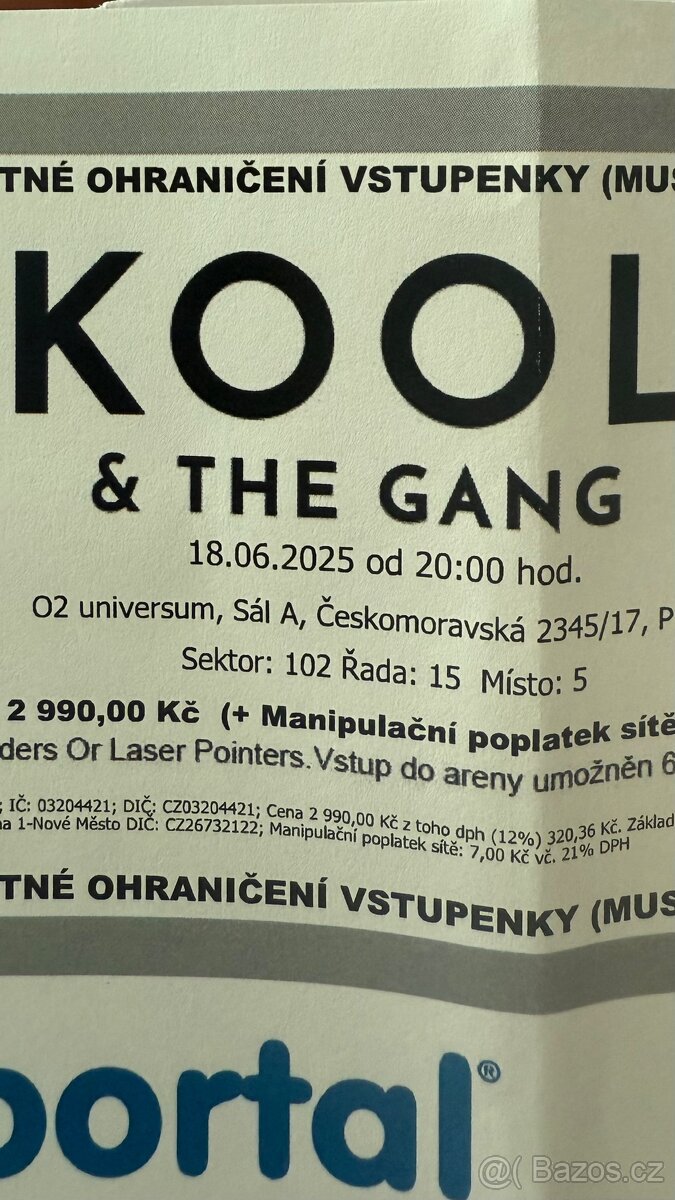 TNÉ OHRANIČENÍ VSTUPENKY (MUS
KOOL
& THE GANG
18.06.2025 od 20:00 hod.
O2 universum, Sál A, Českomoravská 2345/17, P
Sektor: 102 Řada: 15 Místo: 5
2 990,00 Kč (+ Manipulační poplatek sítě
ders Or Laser Pointers.Vstup do areny umožněn 6
; IČ: 03204421; DIČ: CZ03204421; Cena 2 990,00 Kč z toho dph (12%) 320,36 Kč. Základ
na 1-Nové Město DIČ: CZ26732122; Manipulační poplatek sítě: 7,00 Kč vč. 21% DPH
TNÉ OHRANIČENÍ VSTUPENKY (MUS
portal®
@( Bazos.cz